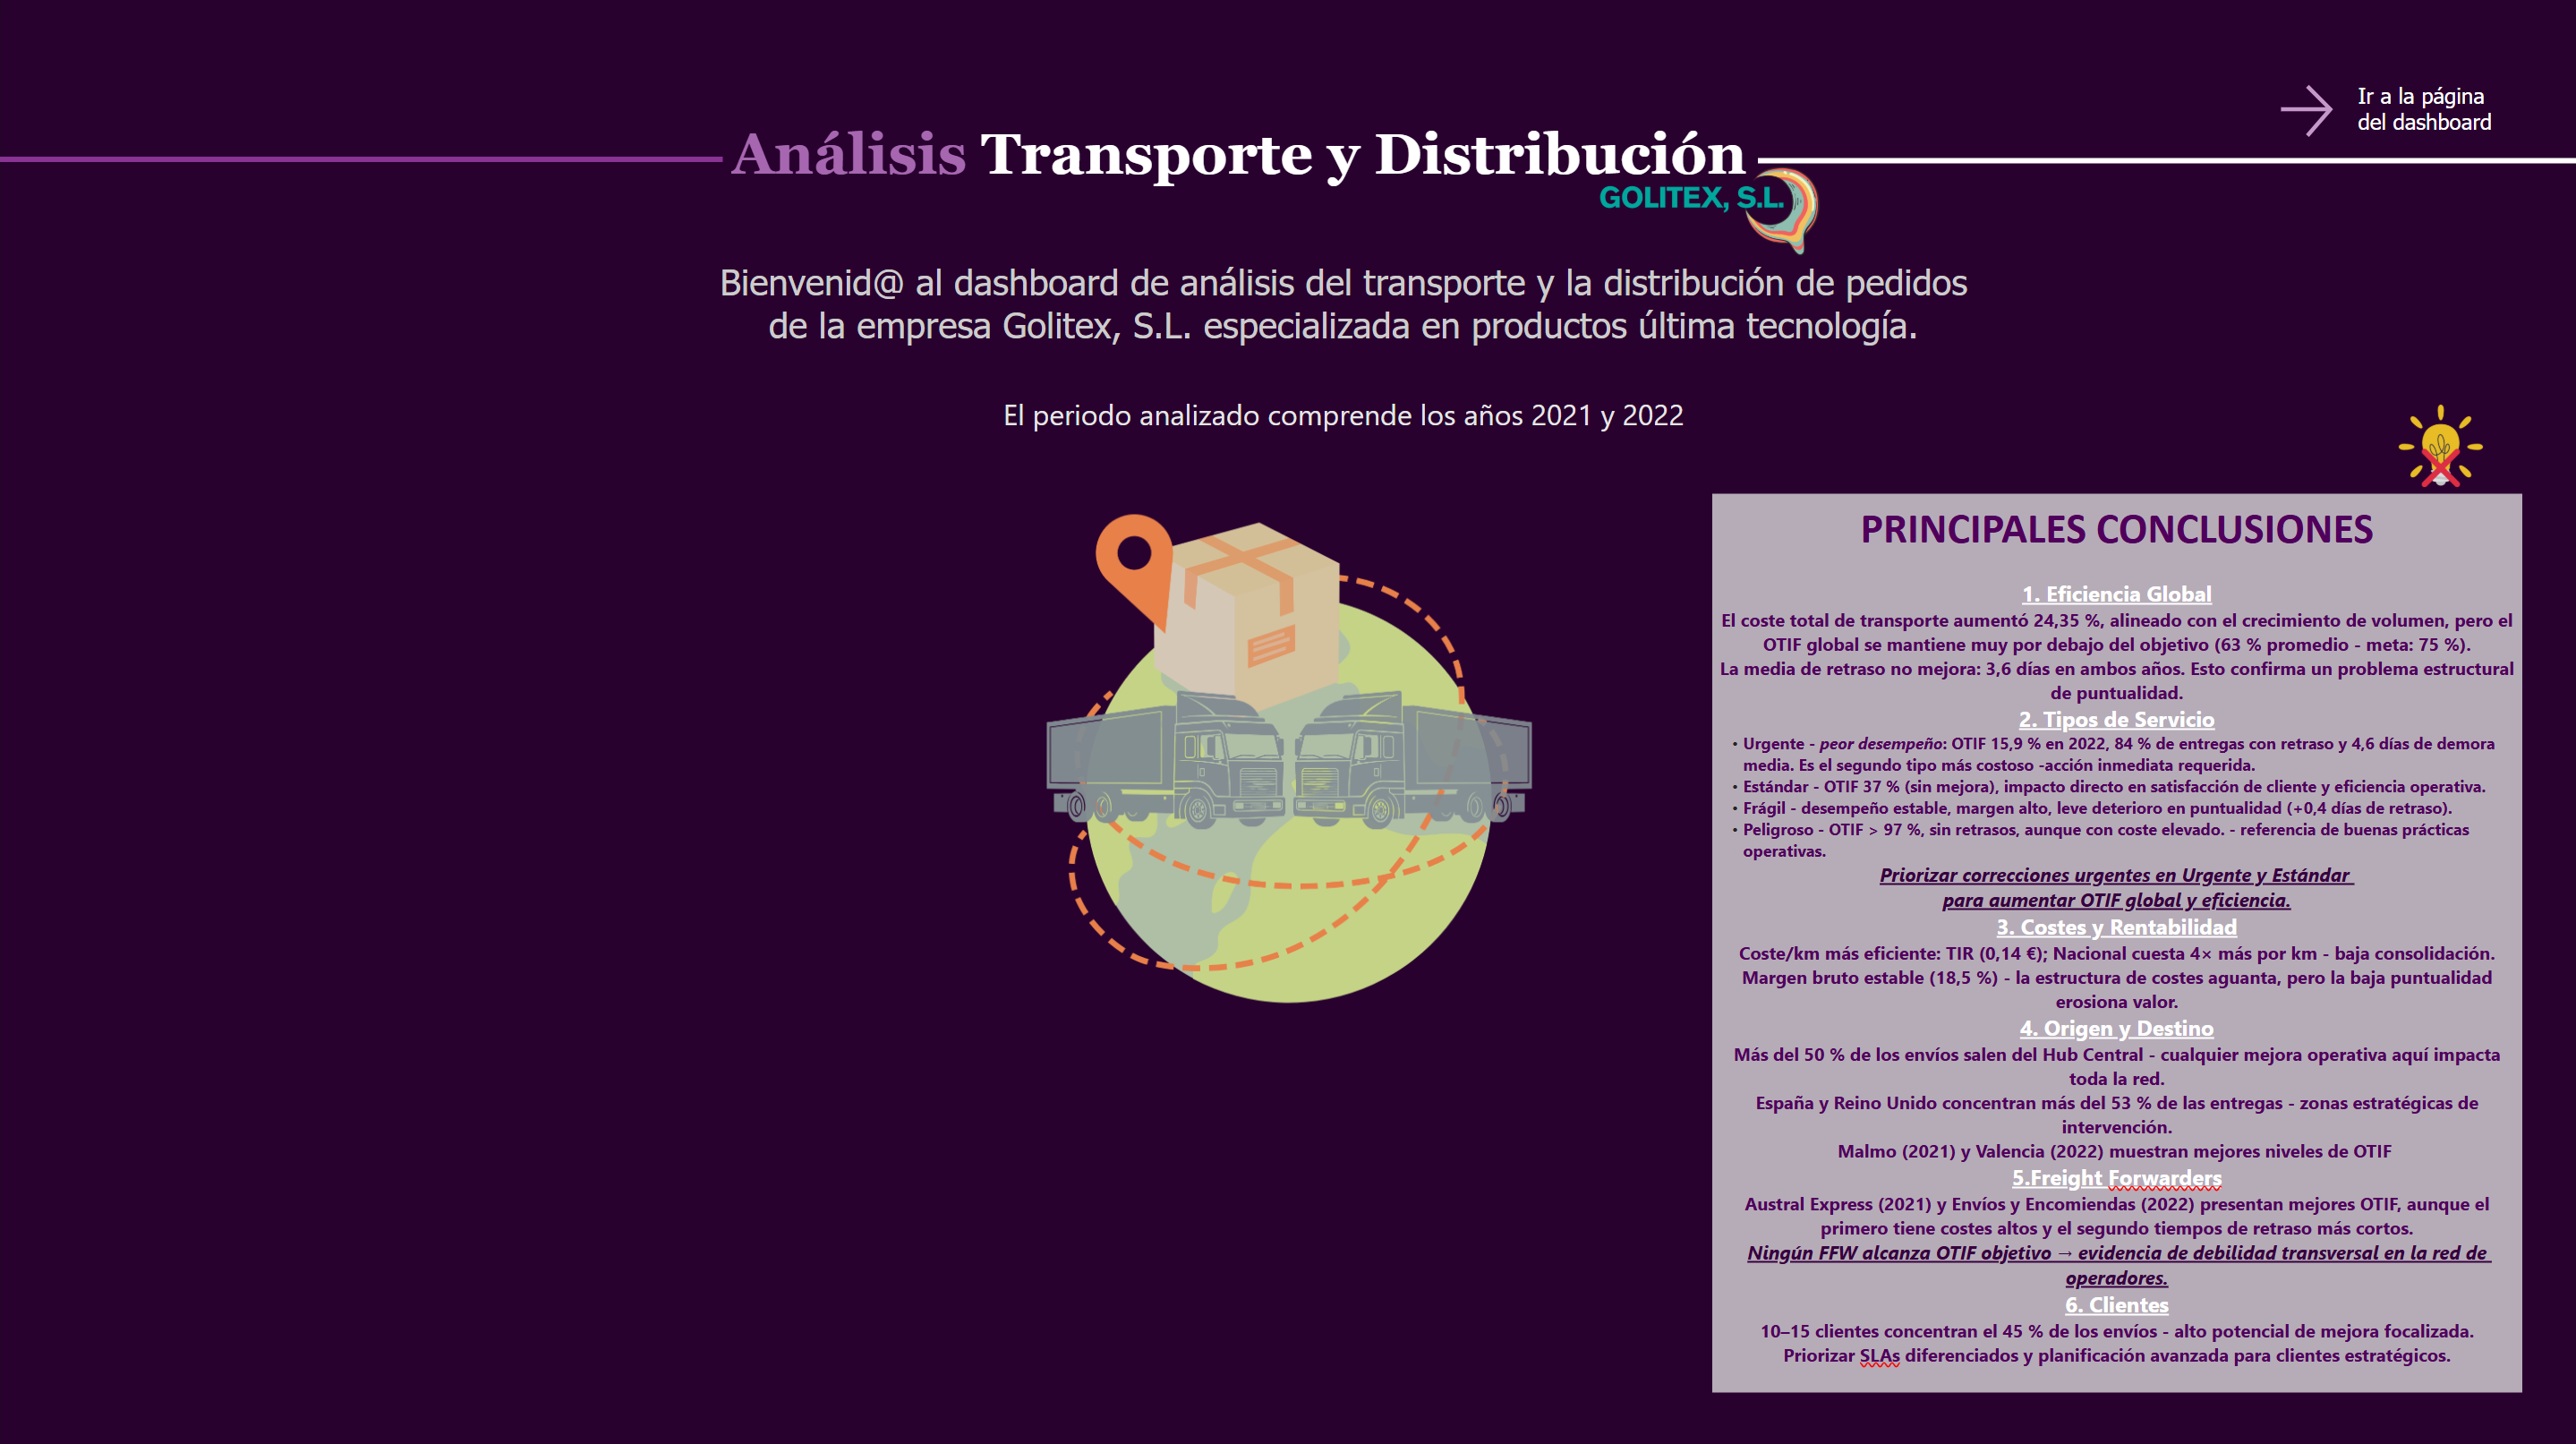 Ir a la página
del dashboard
Análisis Transporte y Distribución
GOLITEX, S.L.
Bienvenid@ al dashboard de análisis del transporte y la distribución de pedidos
de la empresa Golitex, S.L. especializada en productos última tecnología.
El periodo analizado comprende los años 2021 y 2022
PRINCIPALES CONCLUSIONES
1. Eficiencia Global
El coste total de transporte aumentó 24,35 %, alineado con el crecimiento de volumen, pero el
OTIF global se mantiene muy por debajo del objetivo (63 % promedio - meta: 75 %).
La media de retraso no mejora: 3,6 días en ambos años. Esto confirma un problema estructural
de puntualidad.
2. Tipos de Servicio
• Urgente - peor desempeño: OTIF 15,9 % en 2022, 84 % de entregas con retraso y 4,6 días de demora
media. Es el segundo tipo más costoso -acción inmediata requerida.
• Estándar - OTIF 37 % (sin mejora), impacto directo en satisfacción de cliente y eficiencia operativa.
• Frágil - desempeño estable, margen alto, leve deterioro en puntualidad (+0,4 días de retraso).
• Peligroso - OTIF > 97 %, sin retrasos, aunque con coste elevado. - referencia de buenas prácticas
operativas.
Priorizar correcciones urgentes en Urgente y Estándar
para aumentar OTIF global y eficiencia.
3. Costes y Rentabilidad
Coste/km más eficiente: TIR (0,14 €); Nacional cuesta 4× más por km - baja consolidación.
Margen bruto estable (18,5 %) - la estructura de costes aguanta, pero la baja puntualidad
erosiona valor.
4. Origen y Destino
Más del 50 % de los envíos salen del Hub Central - cualquier mejora operativa aquí impacta
toda la red.
España y Reino Unido concentran más del 53 % de las entregas - zonas estratégicas de
intervención.
Malmo (2021) y Valencia (2022) muestran mejores niveles de OTIF
5.Freight Forwarders
Austral Express (2021) y Envíos y Encomiendas (2022) presentan mejores OTIF, aunque el
primero tiene costes altos y el segundo tiempos de retraso más cortos.
Ningún FFW alcanza OTIF objetivo → evidencia de debilidad transversal en la red de
operadores.
6. Clientes
10–15 clientes concentran el 45 % de los envíos - alto potencial de mejora focalizada.
Priorizar SLAs diferenciados y planificación avanzada para clientes estratégicos.